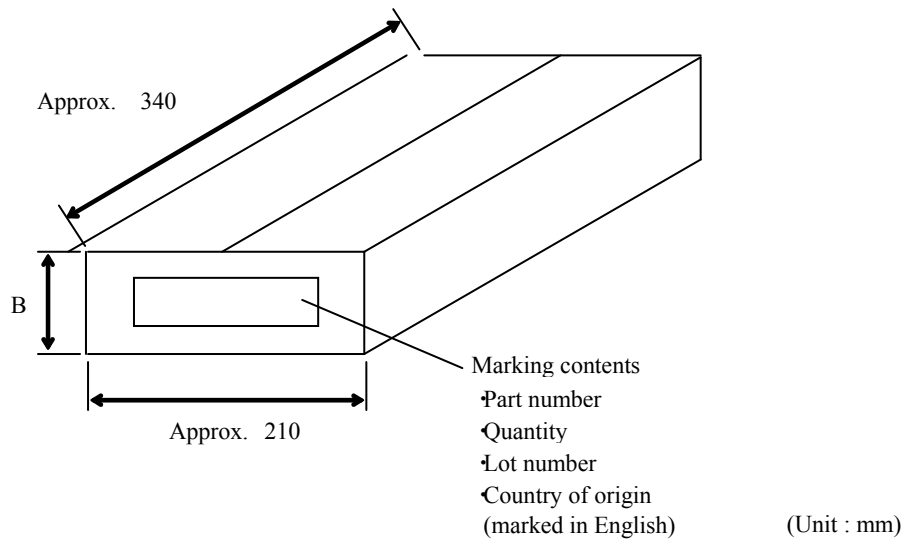 Approx. 340
B
Approx. 210
Marking contents
・Part number
・Quantity
・Lot number
・Country of origin
(marked in English) (Unit : mm)